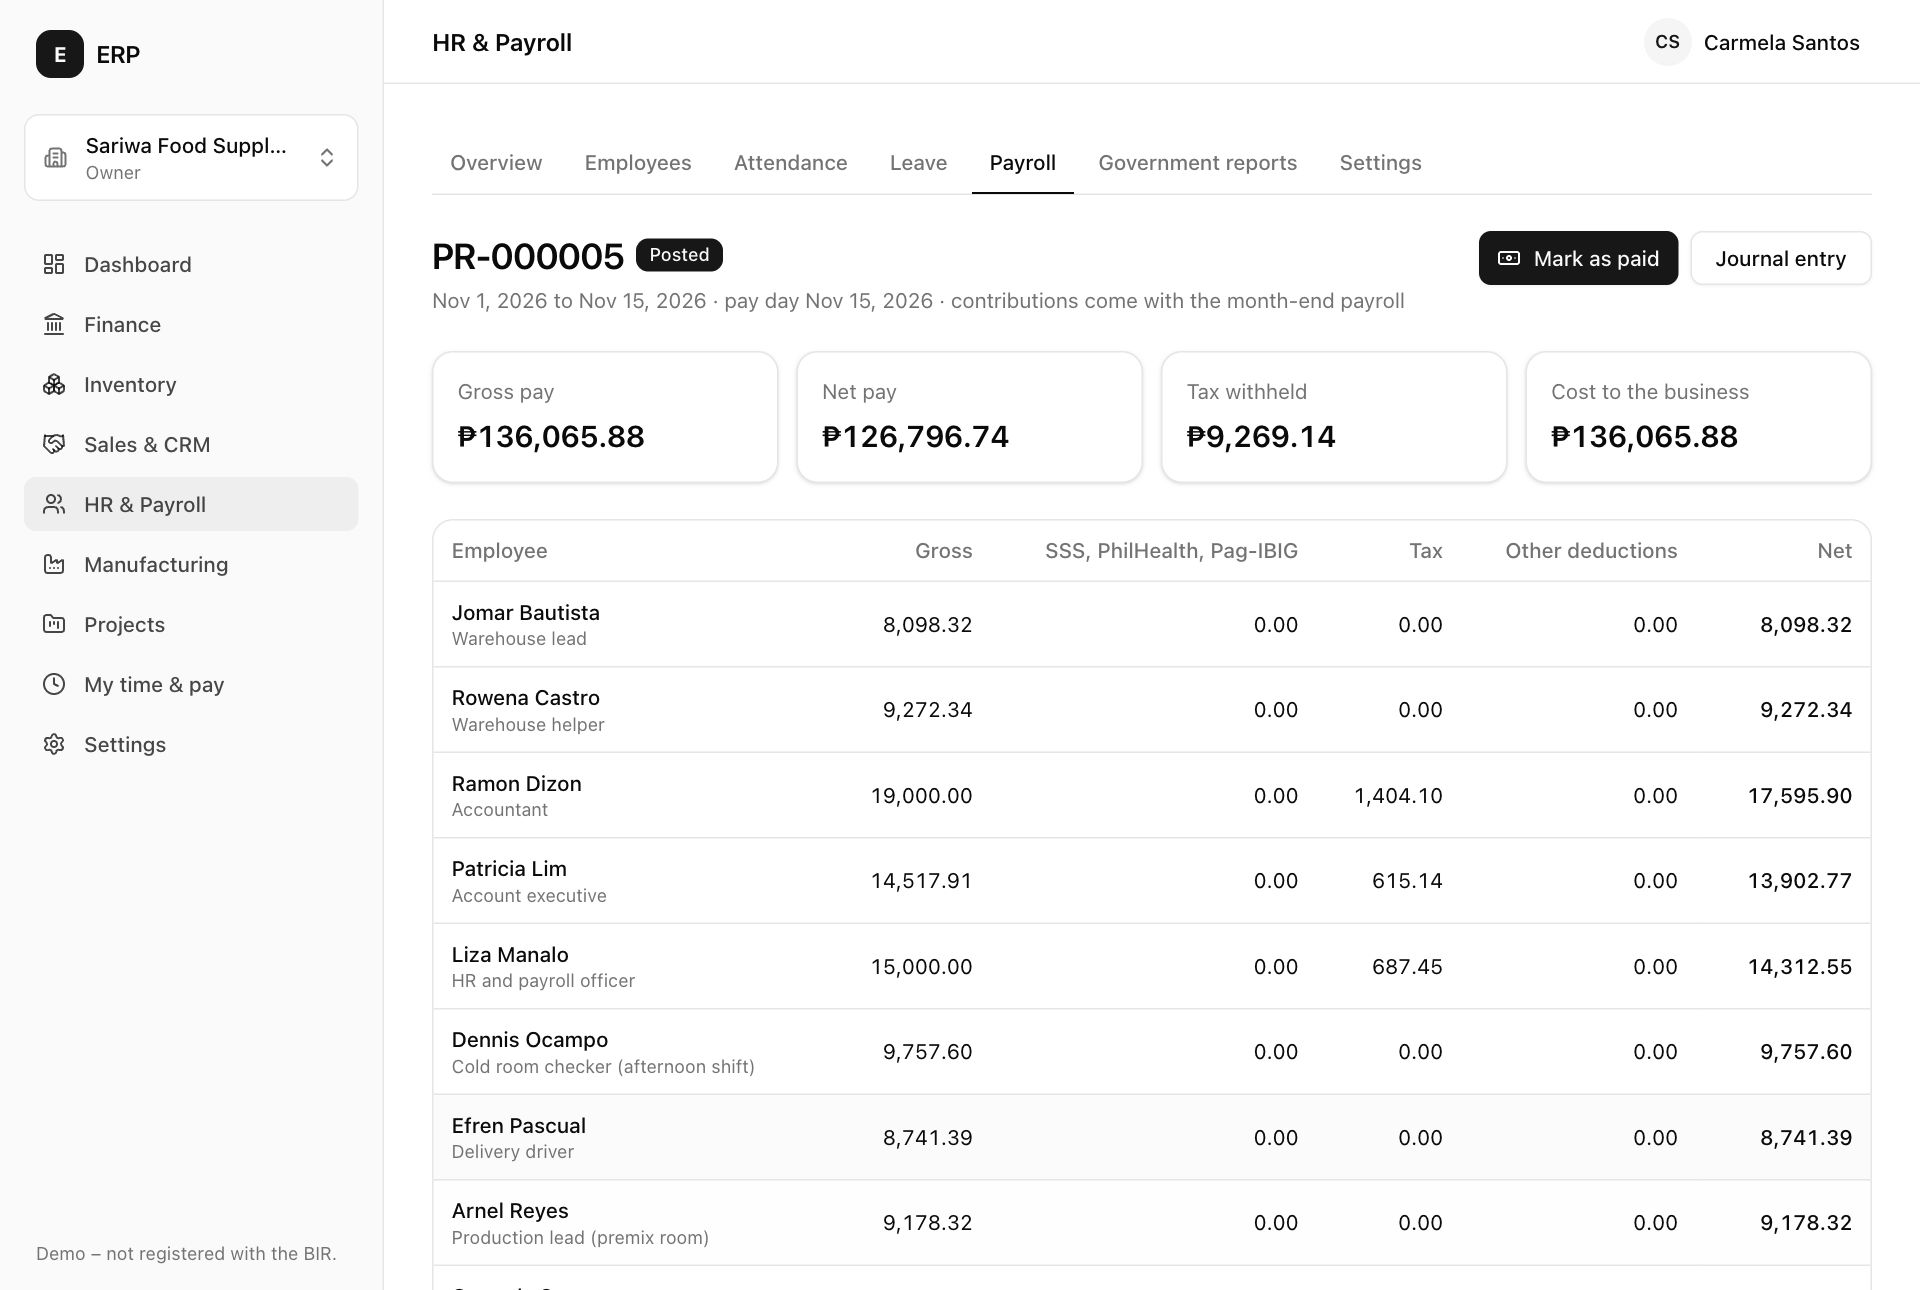 E ERP
Sariwa Food Suppl...
Owner
Dashboard
Finance
Inventory
Sales & CRM
HR & Payroll
Manufacturing
Projects
My time & pay
Settings
Demo – not registered with the BIR.
HR & Payroll
CS Carmela Santos
Overview Employees Attendance Leave Payroll Government reports Settings
PR-000005 Posted
Mark as paid Journal entry
Nov 1, 2026 to Nov 15, 2026 · pay day Nov 15, 2026 · contributions come with the month-end payroll
Gross pay
₱136,065.88
Net pay
₱126,796.74
Tax withheld
₱9,269.14
Cost to the business
₱136,065.88
Employee Gross SSS, PhilHealth, Pag-IBIG Tax Other deductions Net
Jomar Bautista
Warehouse lead
8,098.32 0.00 0.00 0.00 8,098.32
Rowena Castro
Warehouse helper
9,272.34 0.00 0.00 0.00 9,272.34
Ramon Dizon
Accountant
19,000.00 0.00 1,404.10 0.00 17,595.90
Patricia Lim
Account executive
14,517.91 0.00 615.14 0.00 13,902.77
Liza Manalo
HR and payroll officer
15,000.00 0.00 687.45 0.00 14,312.55
Dennis Ocampo
Cold room checker (afternoon shift)
9,757.60 0.00 0.00 0.00 9,757.60
Efren Pascual
Delivery driver
8,741.39 0.00 0.00 0.00 8,741.39
Arnel Reyes
Production lead (premix room)
9,178.32 0.00 0.00 0.00 9,178.32